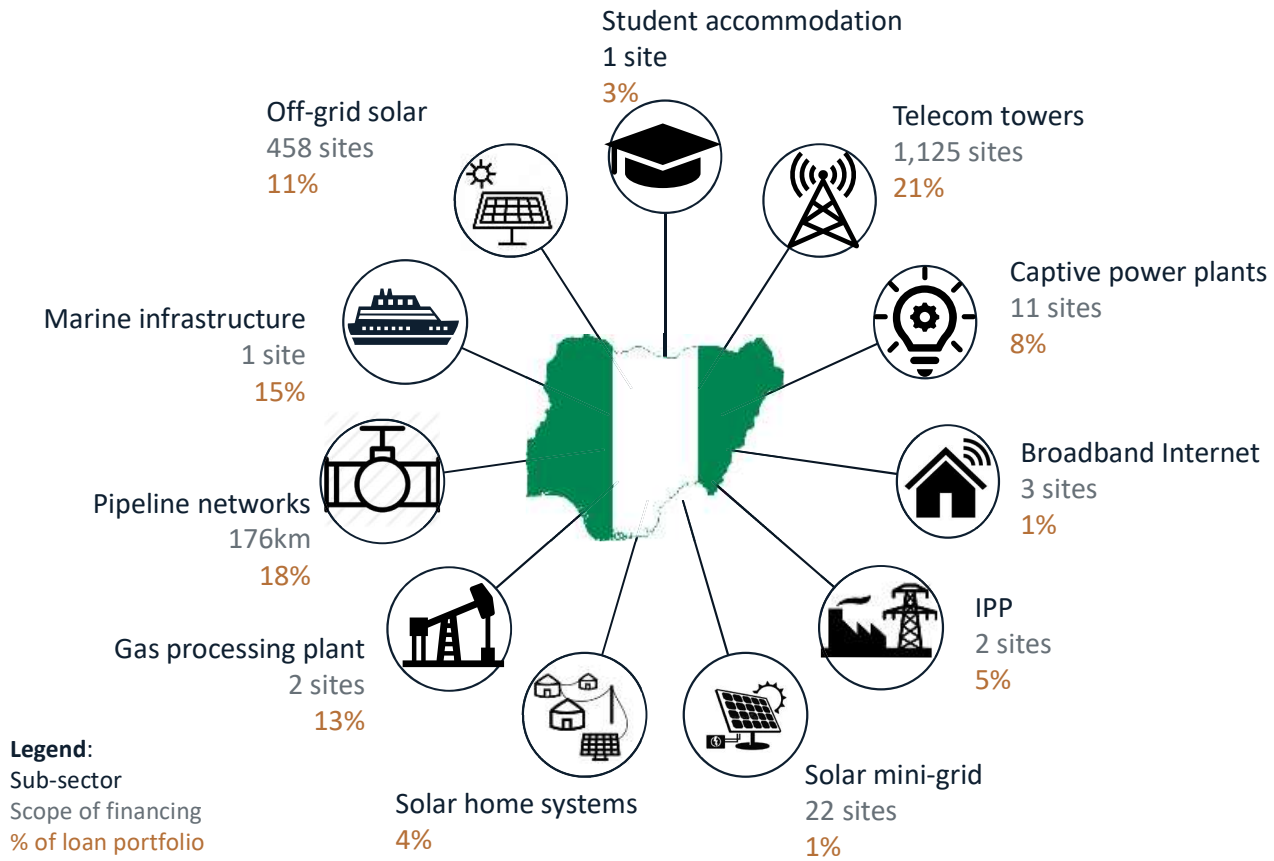 Student accommodation
1 site
3%
Off-grid solar
458 sites
11%
Telecom towers
1,125 sites
21%
Captive power plants
11 sites
8%
Marine infrastructure
1 site
15%
Broadband Internet
3 sites
1%
Pipeline networks
176km
18%
IPP
2 sites
5%
Gas processing plant
2 sites
13%
Solar mini-grid
22 sites
1%
Solar home systems
4%
Legend:
Sub-sector
Scope of financing
% of loan portfolio